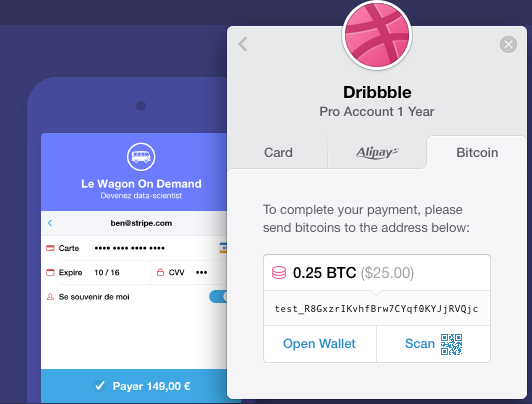 Le Wagon On Demand
Devenez data-scientist
ben@stripe.com
Carte •••• •••• •••• ••••
Expire 10 / 16 CVV •••
Se souvenir de moi
Payer 149,00 €
Dribbble
Pro Account 1 Year
Card Alipay Bitcoin
To complete your payment, please
send bitcoins to the address below:
0.25 BTC ($25.00)
test_R8GxzrIKvhfBrw7CYqf0KYJjRVQjc
Open Wallet Scan